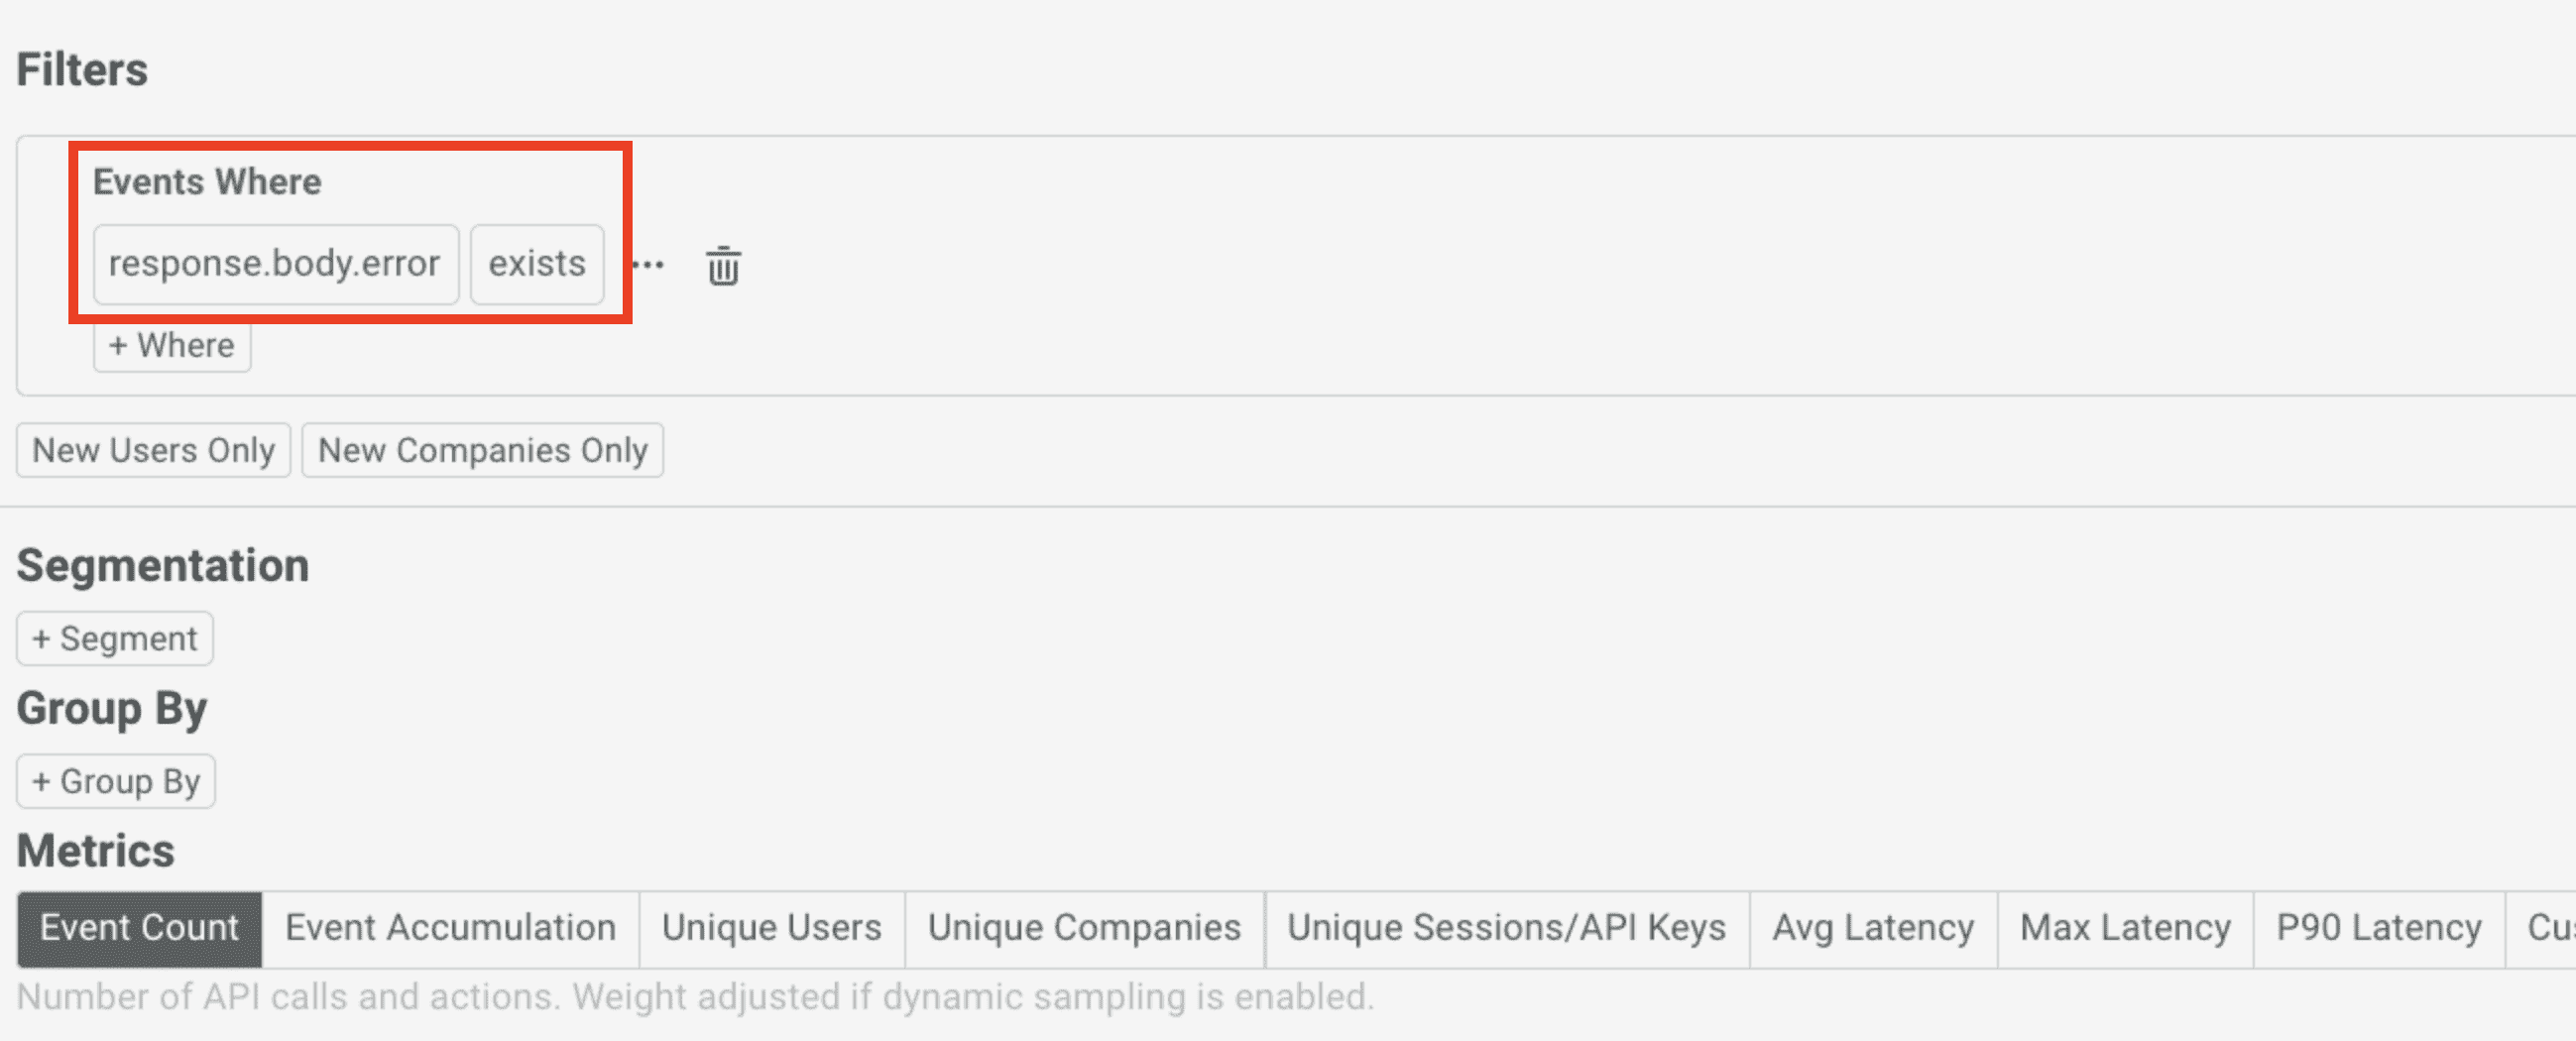 Filters
Events Where
response.body.error exists ...
+ Where
New Users Only New Companies Only
Segmentation
+ Segment
Group By
+ Group By
Metrics
Event Count Event Accumulation Unique Users Unique Companies Unique Sessions/API Keys Avg Latency Max Latency P90 Latency
Number of API calls and actions. Weight adjusted if dynamic sampling is enabled.